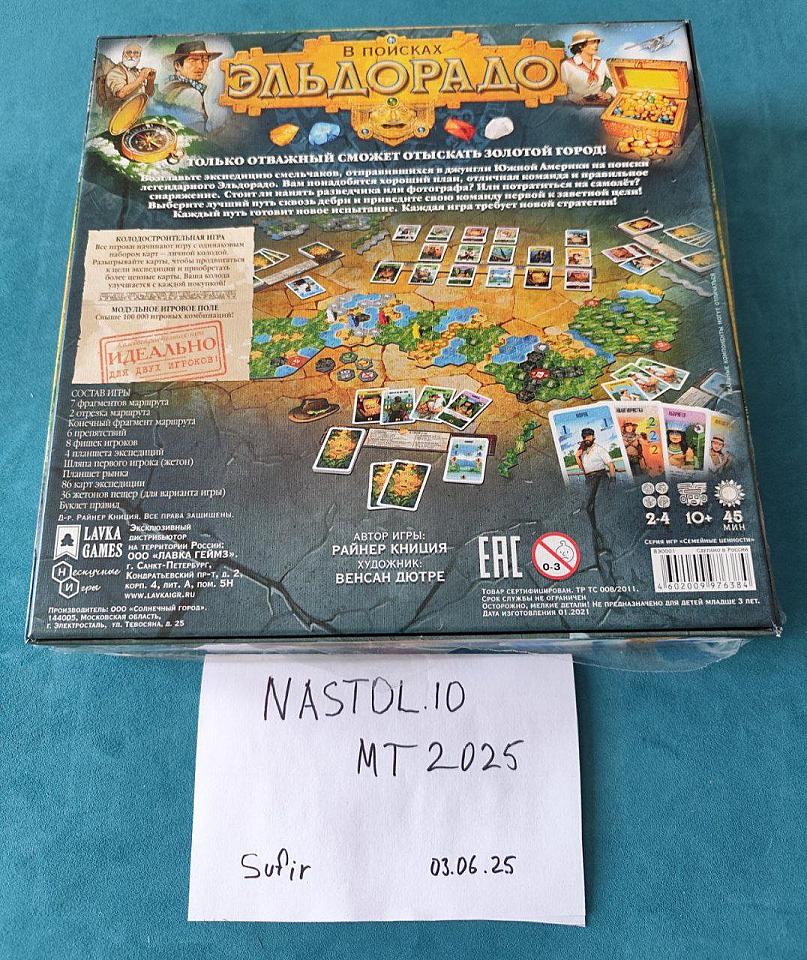 В ПОИСКАХ
ЭЛЬДОРАДО
ТОЛЬКО ОТВАЖНЫЙ СМОЖЕТ ОТЫСКАТЬ ЗОЛОТОЙ ГОРОД!
Возглавьте экспедицию смельчаков, отправившихся в джунгли Южной Америки на поиски
легендарного Эльдорадо. Вам понадобятся хороший план, отличная команда и правильное
снаряжение. Стоит ли нанять разведчика или фотографа? Или потратиться на самолёт?
Выберите лучший путь сквозь дебри и приведите свою команду первой к заветной цели!
Каждый путь готовит новое испытание. Каждая игра требует новой стратегии!
КОЛОДОСТРОИТЕЛЬНАЯ ИГРА
Все игроки начинают игру с одинаковым
набором карт – личной колодой.
Разыгрывайте карты, чтобы продвигаться
к цели экспедиции и приобретать
более ценные карты. Ваша колода
улучшается с каждой покупкой!
МОДУЛЬНОЕ ИГРОВОЕ ПОЛЕ
Свыше 100 000 игровых комбинаций!
ИДЕАЛЬНО
ДЛЯ ДВУХ ИГРОКОВ!
СОСТАВ ИГРЫ
7 фрагментов маршрута
2 отрезка маршрута
Конечный фрагмент маршрута
6 препятствий
8 фишек игроков
4 планшета экспедиций
Шляпа первого игрока (жетон)
Планшет рынка
86 карт экспедиции
36 жетонов пещер (для варианта игры)
Буклет правил
Д-р. Райнер Книция. Все права защищены.
LAVKA
GAMES
Нескучные
Игры
Эксклюзивный
дистрибьютор
на территории России:
ООО «ЛАВКА ГЕЙМЗ».
г. Санкт-Петербург,
Кондратьевский пр-т, д. 2,
корп. 4, лит А, пом. 5Н
WWW.LAVKAIGR.RU
Производитель: ООО «Солнечный город».
144005, Московская область,
г. Электросталь, ул. Тевосяна, д. 25
АВТОР ИГРЫ:
РАЙНЕР КНИЦИЯ
ХУДОЖНИК:
ВЕНСАН ДЮТРЕ
EAC
0-3
2-4
10+
45
МИН
СЕРИЯ ИГР «СЕМЕЙНЫЕ ЦЕННОСТИ»
830001
СДЕЛАНО В РОССИИ
4602009976384
Товар сертифицирован. ТР ТС 008/2011.
Срок службы не ограничен
Осторожно, мелкие детали! Не предназначено для детей младше 3 лет.
Дата изготовления 01.2021
NASTOL.IO
MT 2025
Sufir
03.06.25